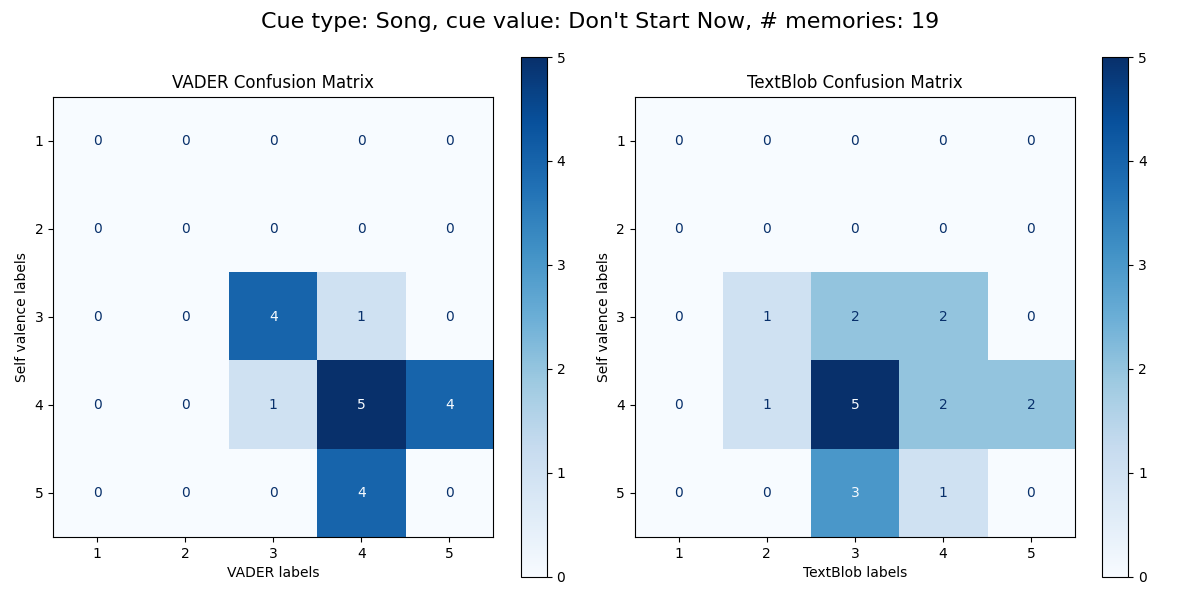 Cue type: Song, cue value: Don't Start Now, # memories: 19
VADER Confusion Matrix
1 0 0 0 0 0
2 0 0 0 0 0
3 0 0 4 1 0
4 0 0 1 5 4
5 0 0 0 4 0
1 2 3 4 5
VADER labels
Self valence labels
5
4
3
2
1
0
TextBlob Confusion Matrix
1 0 0 0 0 0
2 0 0 0 0 0
3 0 1 2 2 0
4 0 1 5 2 2
5 0 0 3 1 0
1 2 3 4 5
TextBlob labels
Self valence labels
5
4
3
2
1
0